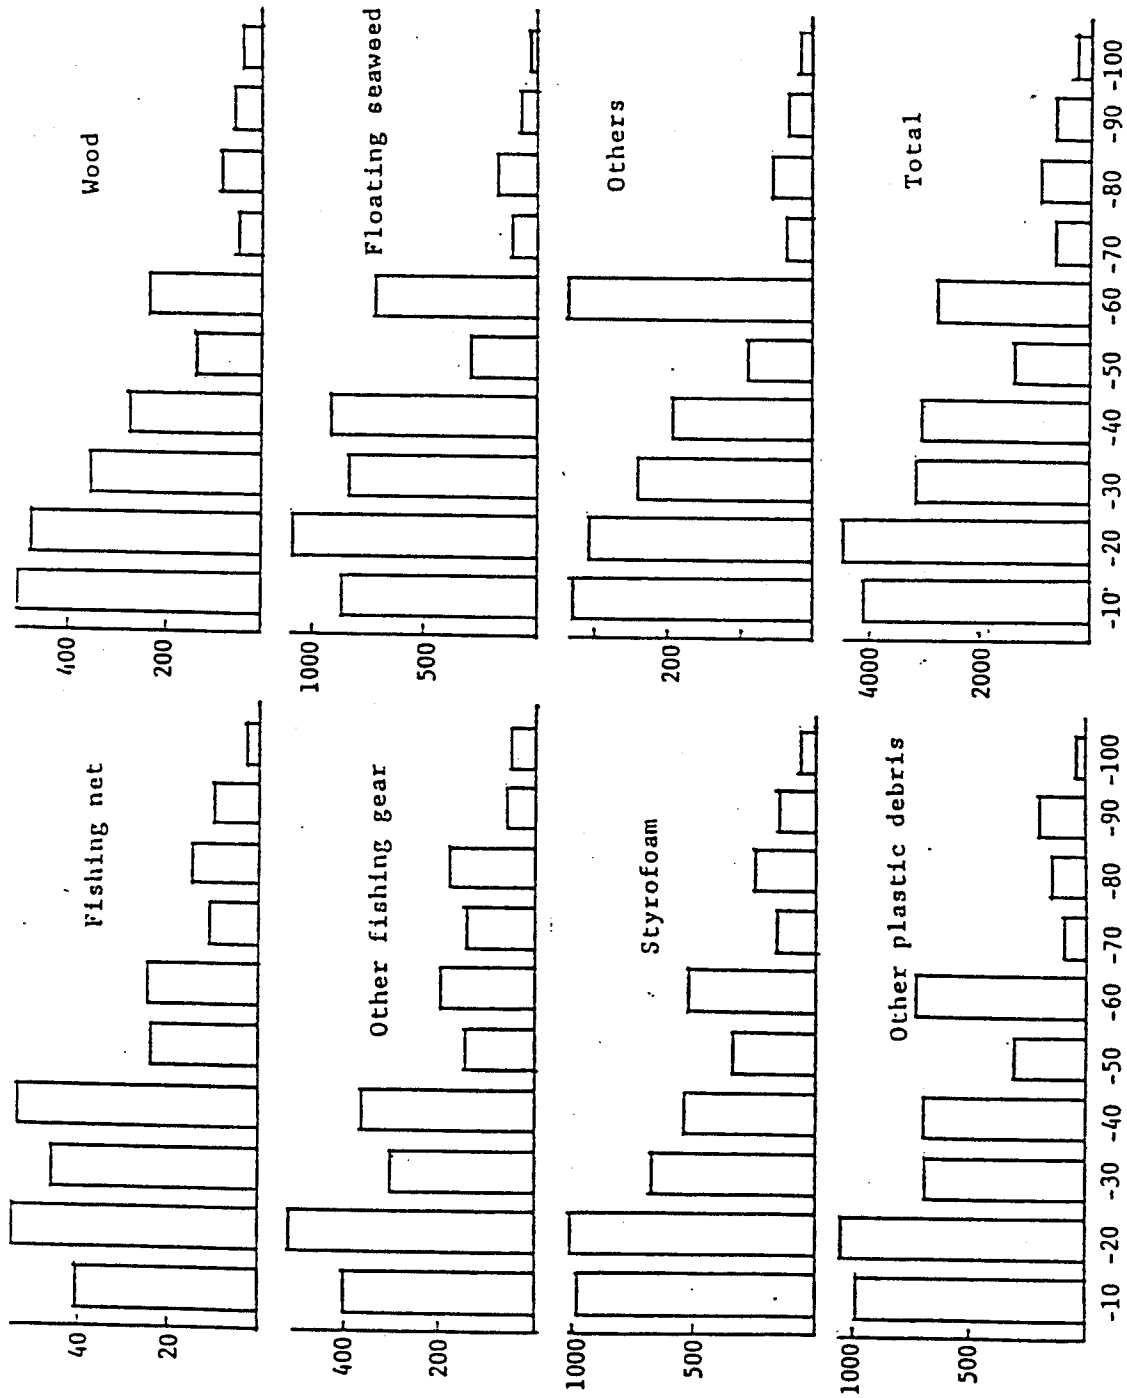 Fishing net
40
20
Wood
400
200
Other fishing gear
400
200
Floating seaweed
1000
500
Styrofoam
1000
500
Others
200
Other plastic debris
1000
500
-10 -20 -30 -40 -50 -60 -70 -80 -90 -100
Total
4000
2000
-10 -20 -30 -40 -50 -60 -70 -80 -90 -100